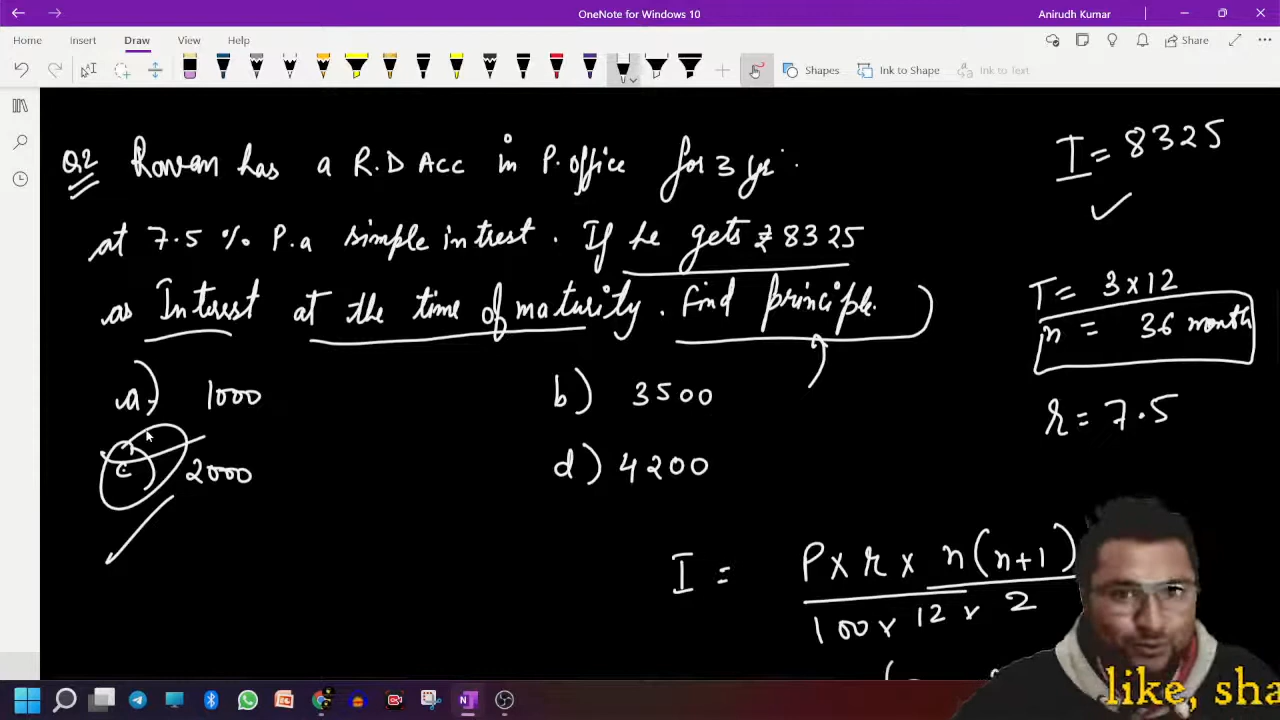 OneNote for Windows 10
Anirudh Kumar
Home Insert Draw View Help
Share
Shapes
Ink to Shape
Ink to Text
Q2 has a R.D Acc in P.office for 3 yr.
at 7.5 % P.a simple intrest. If he gets ₹8325
as Interest at the time of maturity. find principle.
a) 1000
b) 3500
c) 2000
d) 4200
I = 8325
T = 3×12
n = 36 month
r = 7.5
I = P × r × n(n+1)
100 × 12 × 2
like, sha